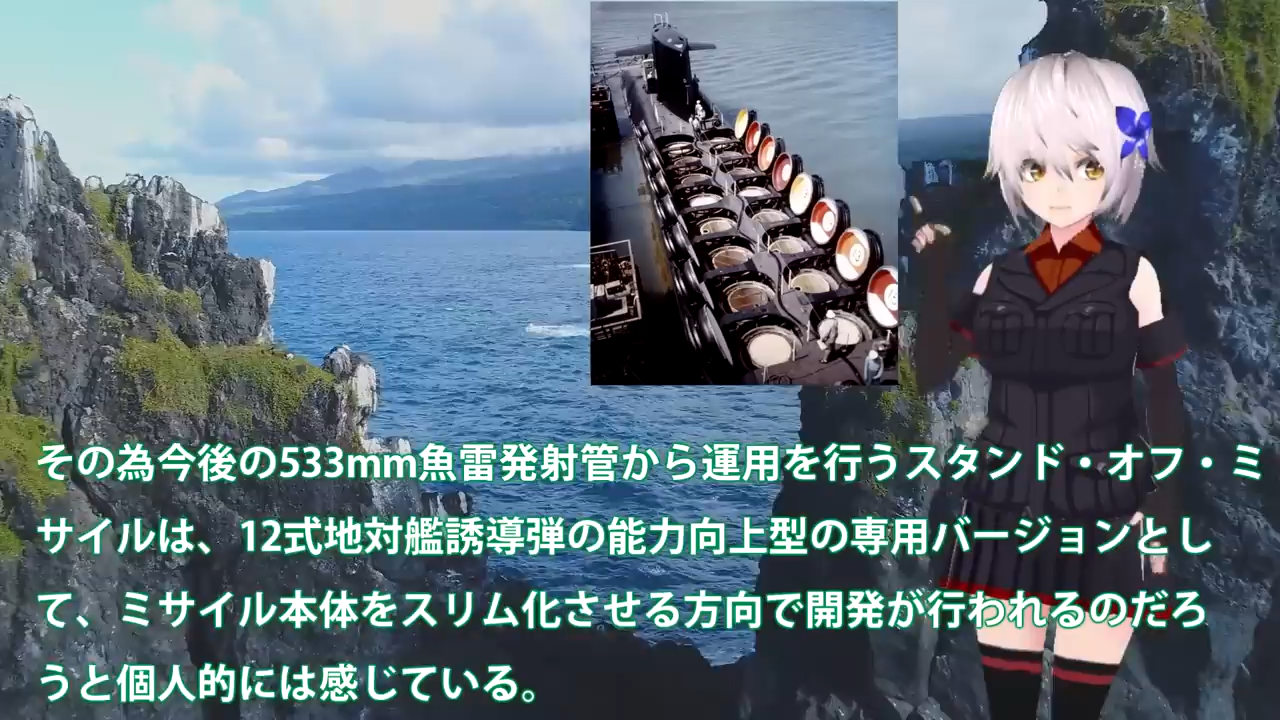 その為今後の533mm魚雷発射管から運用を行うスタンド・オフ・ミ
サイルは、12式地対艦誘導弾の能力向上型の専用バージョンとし
て、ミサイル本体をスリム化させる方向で開発が行われるのだろ
うと個人的には感じている。